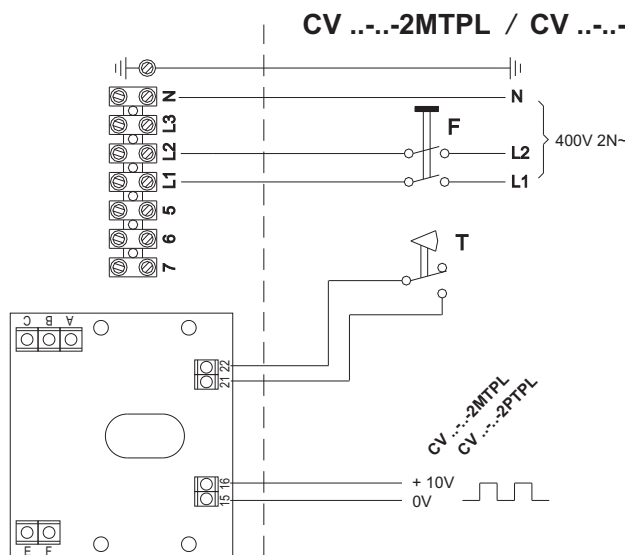 CV ..-..-2MTPL / CV ..-..-
N
L3
L2
L1
5
6
7
F
N
L2
L1
400V 2N~
T
C B A
22
21
CV ..-..-2MTPL
CV ..-..-2PTPL
16
15
+ 10V
0V
E F